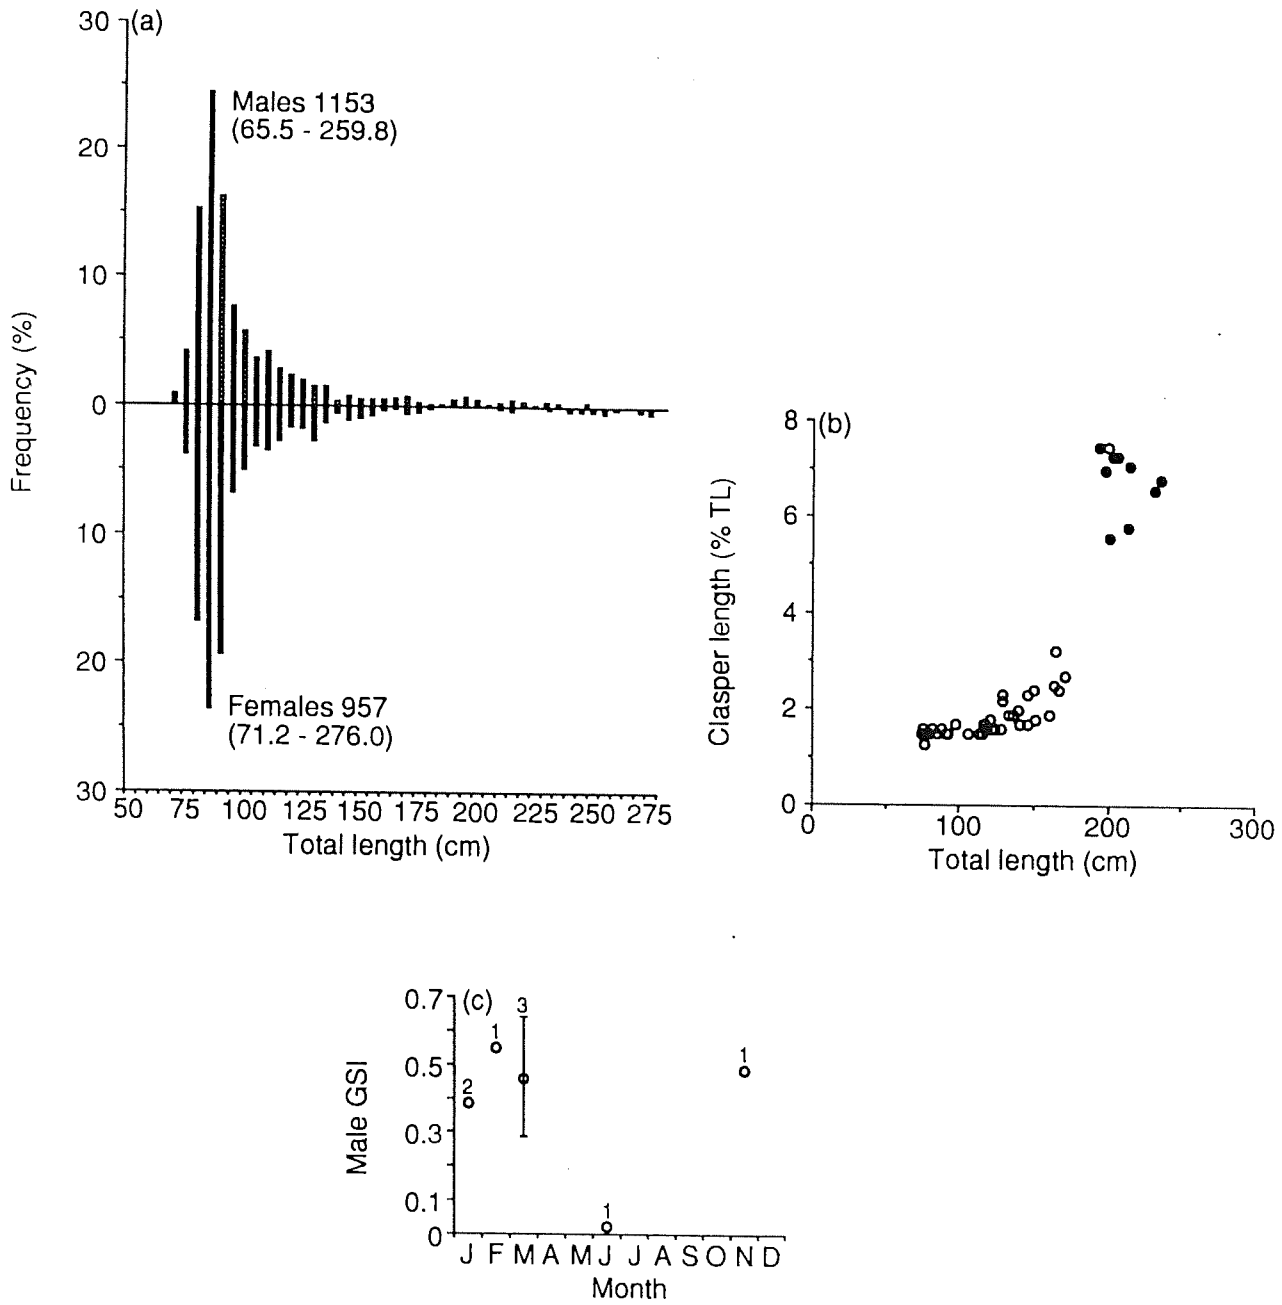 (a)
30
20
10
0
10
20
30
Frequency (%)
Males 1153
(65.5 - 259.8)
Females 957
(71.2 - 276.0)
50 75 100 125 150 175 200 225 250 275
Total length (cm)
(b)
8
6
4
2
0
Clasper length (% TL)
0 100 200 300
Total length (cm)
(c)
0.7
0.5
0.3
0.1
0
Male GSI
2
1
3
1
1
J F M A M J J A S O N D
Month